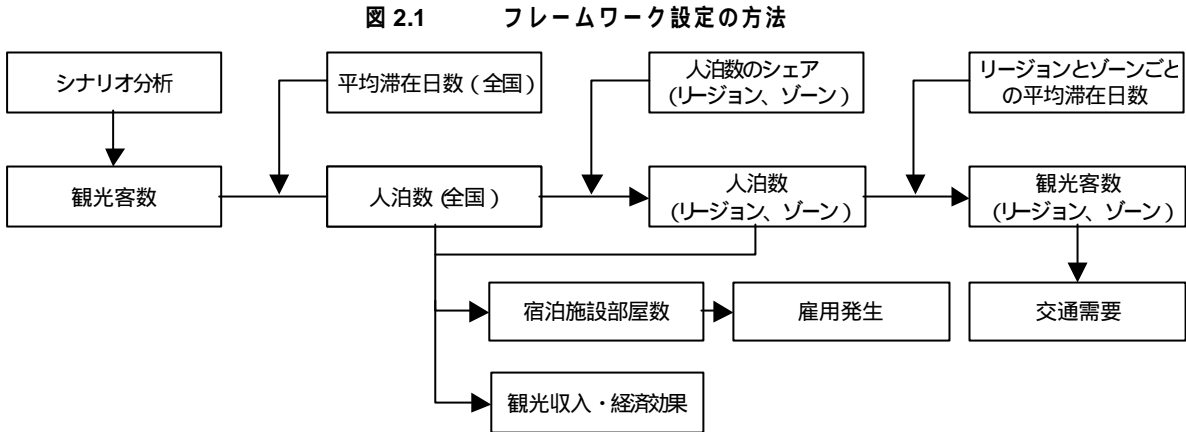 図 2.1 フレームワーク設定の方法
シナリオ分析
平均滞在日数(全国)
人泊数のシェア
(リージョン、ゾーン)
リージョンとゾーンごと
の平均滞在日数
観光客数
人泊数(全国)
人泊数
(リージョン、ゾーン)
観光客数
(リージョン、ゾーン)
宿泊施設部屋数
雇用発生
交通需要
観光収入・経済効果